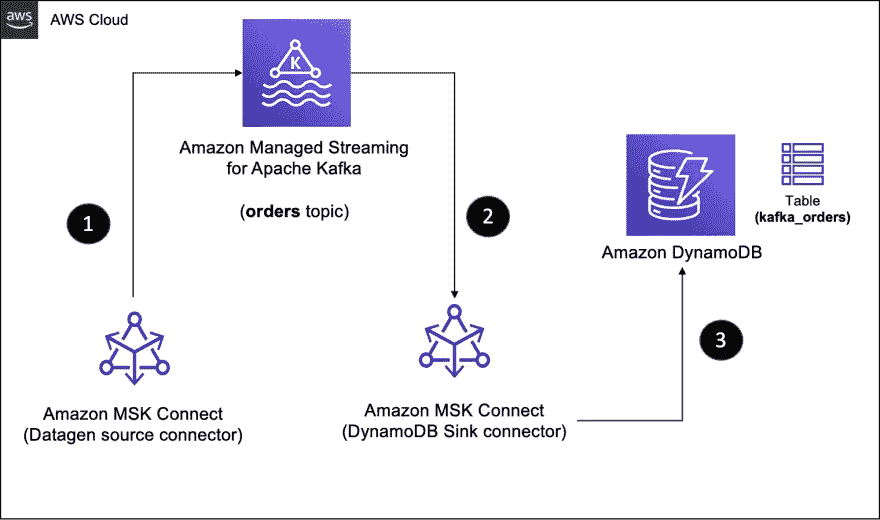 aws
AWS Cloud
K
Amazon Managed Streaming
for Apache Kafka
(orders topic)
1
2
Table
(kafka_orders)
Amazon DynamoDB
3
Amazon MSK Connect
(Datagen source connector)
Amazon MSK Connect
(DynamoDB Sink connector)